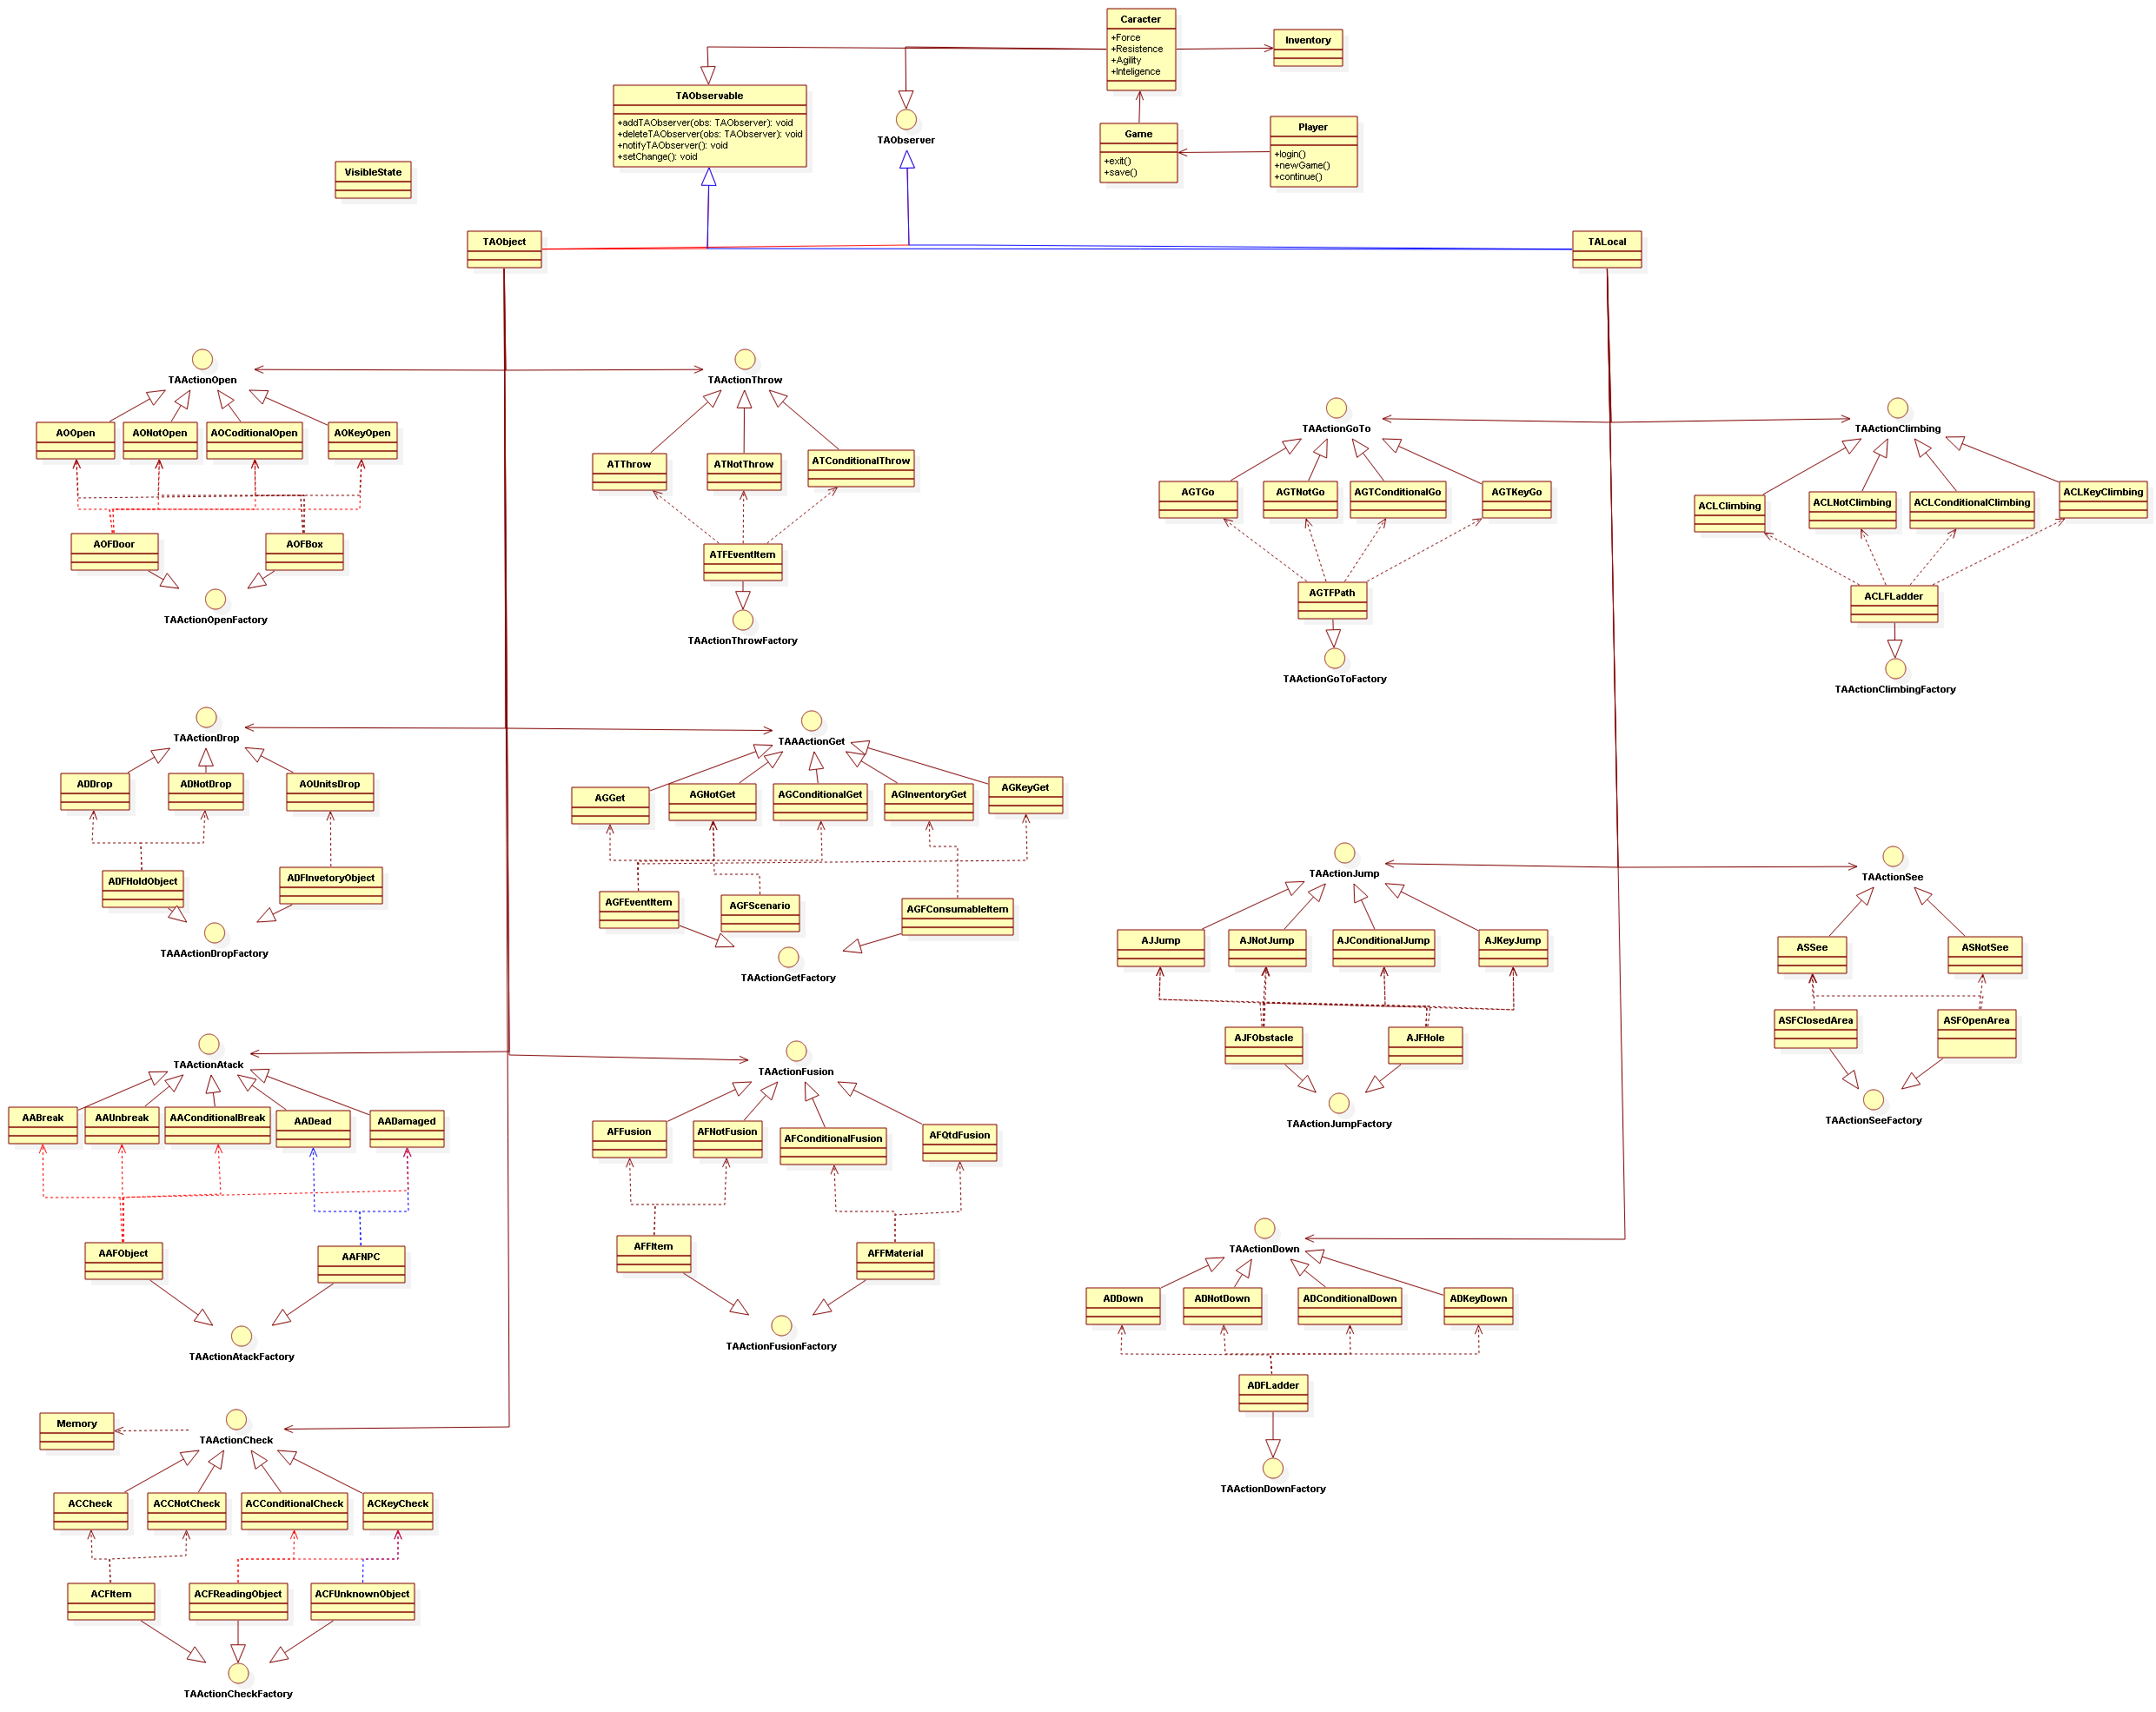 Caracter
+Force
+Resistence
+Agility
+Inteligence
Inventory
TAObservable
+addTAObserver(obs: TAObserver): void
+deleteTAObserver(obs: TAObserver): void
+notifyTAObserver(): void
+setChange(): void
TAObserver
Game
+exit()
+save()
Player
+login()
+newGame()
+continue()
VisibleState
TAObject
TALocal
TAActionOpen
TAActionThrow
AOOpen
AONotOpen
AOCoditionalOpen
AOKeyOpen
ATThrow
ATNotThrow
ATConditionalThrow
AOFDoor
AOFBox
ATFEventItem
TAActionOpenFactory
TAActionThrowFactory
TAActionGoTo
TAActionClimbing
AGTGo
AGTNotGo
AGTConditionalGo
AGTKeyGo
ACLClimbing
ACLNotClimbing
ACLConditionalClimbing
ACLKeyClimbing
AGTFPath
ACLFLadder
TAActionGoToFactory
TAActionClimbingFactory
TAActionDrop
TAAActionGet
ADDrop
ADNotDrop
AOUnitsDrop
AGGet
AGNotGet
AGConditionalGet
AGInventoryGet
AGKeyGet
ADFHoldObject
ADFInvetoryObject
AGFEventItem
AGFScenario
AGFConsumableItem
TAAActionDropFactory
TAActionGetFactory
TAActionJump
TAActionSee
AJJump
AJNotJump
AJConditionalJump
AJKeyJump
ASSee
ASNotSee
AJFObstacle
AJFHole
ASFClosedArea
ASFOpenArea
TAActionJumpFactory
TAActionSeeFactory
TAActionAtack
TAActionFusion
AABreak
AAUnbreak
AAConditionalBreak
AADead
AADamaged
AFFusion
AFNotFusion
AFConditionalFusion
AFQtdFusion
AAFObject
AAFNPC
AFFItem
AFFMaterial
TAActionAtackFactory
TAActionFusionFactory
TAActionDown
ADDown
ADNotDown
ADConditionalDown
ADKeyDown
ADFLadder
TAActionDownFactory
Memory
TAActionCheck
ACCheck
ACCNotCheck
ACConditionalCheck
ACKeyCheck
ACFItem
ACFReadingObject
ACFUnknownObject
TAActionCheckFactory